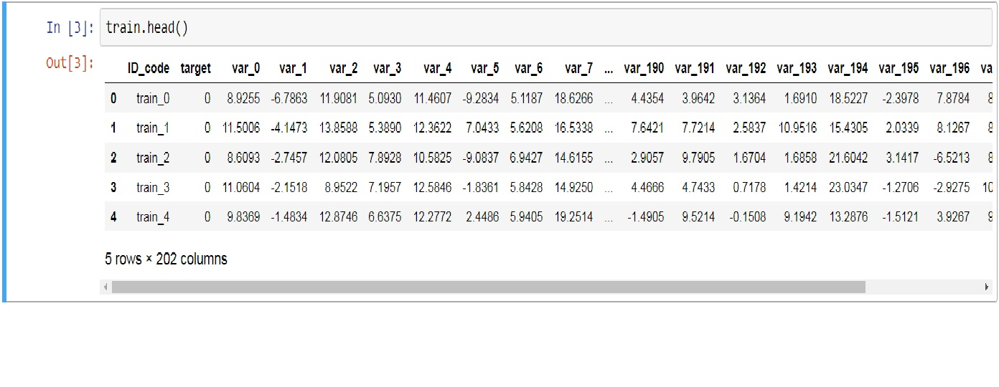 In [3]: train.head()
Out[3]:
ID_code target var_0 var_1 var_2 var_3 var_4 var_5 var_6 var_7 ... var_190 var_191 var_192 var_193 var_194 var_195 var_196 va
0 train_0 0 8.9255 -6.7863 11.9081 5.0930 11.4607 -9.2834 5.1187 18.6266 ... 4.4354 3.9642 3.1364 1.6910 18.5227 -2.3978 7.8784 8
1 train_1 0 11.5006 -4.1473 13.8588 5.3890 12.3622 7.0433 5.6208 16.5338 ... 7.6421 7.7214 2.5837 10.9516 15.4305 2.0339 8.1267 8
2 train_2 0 8.6093 -2.7457 12.0805 7.8928 10.5825 -9.0837 6.9427 14.6155 ... 2.9057 9.7905 1.6704 1.6858 21.6042 3.1417 -6.5213 8
3 train_3 0 11.0604 -2.1518 8.9522 7.1957 12.5846 -1.8361 5.8428 14.9250 ... 4.4666 4.7433 0.7178 1.4214 23.0347 -1.2706 -2.9275 10
4 train_4 0 9.8369 -1.4834 12.8746 6.6375 12.2772 2.4486 5.9405 19.2514 ... -1.4905 9.5214 -0.1508 9.1942 13.2876 -1.5121 3.9267 9
5 rows × 202 columns